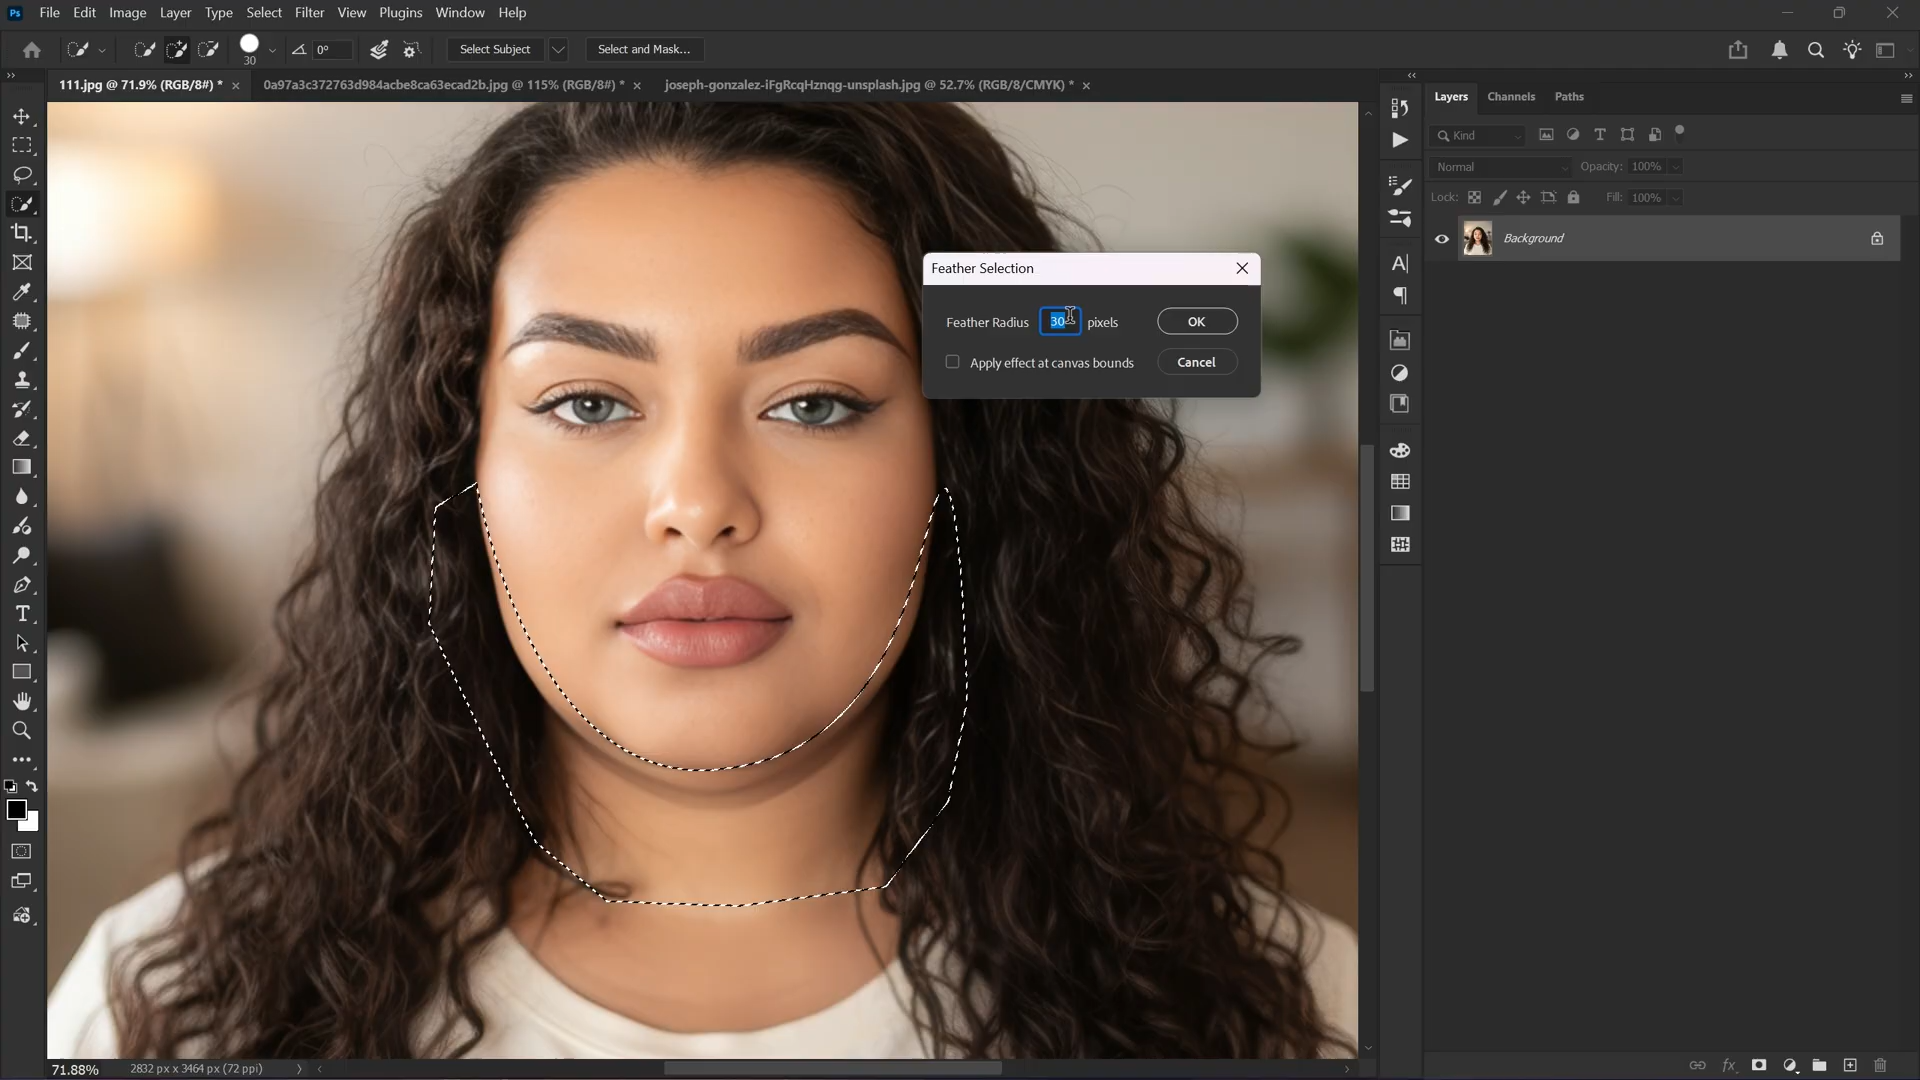 Ps File Edit Image Layer Type Select Filter View Plugins Window Help
30 0° Select Subject Select and Mask...
111.jpg @ 71.9% (RGB/8#) * × 0a97a3c372763d984acbe8ca63ecad2b.jpg @ 115% (RGB/8#) * × joseph-gonzalez-iFgRcqHznqg-unsplash.jpg @ 52.7% (RGB/8/CMYK) * ×
Layers Channels Paths
Kind
Normal Opacity: 100%
Lock: Fill: 100%
Background
Feather Selection
Feather Radius 30 pixels OK
Apply effect at canvas bounds Cancel
71.88% 2832 px x 3464 px (72 ppi)